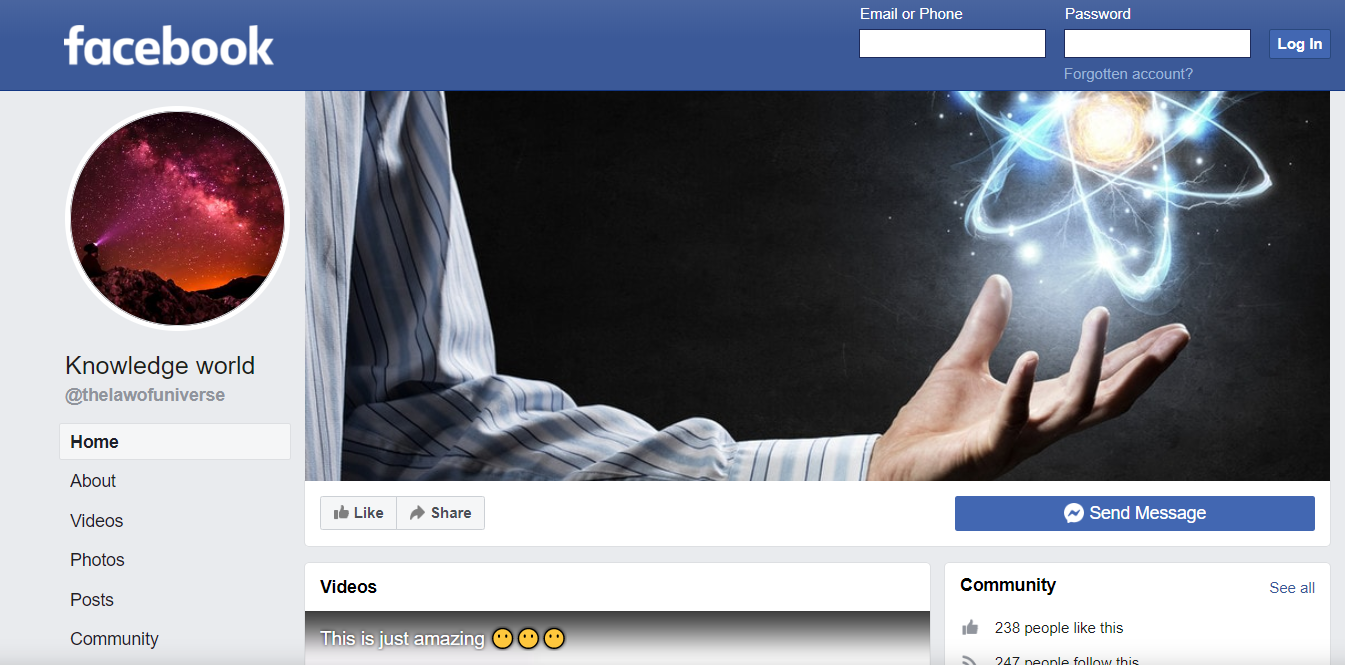 facebook
Email or Phone
Password
Log In
Forgotten account?
Knowledge world
@thelawofuniverse
Home
About
Videos
Photos
Posts
Community
Like
Share
Send Message
Videos
This is just amazing 😶😶😶
Community
See all
238 people like this
247 people follow this